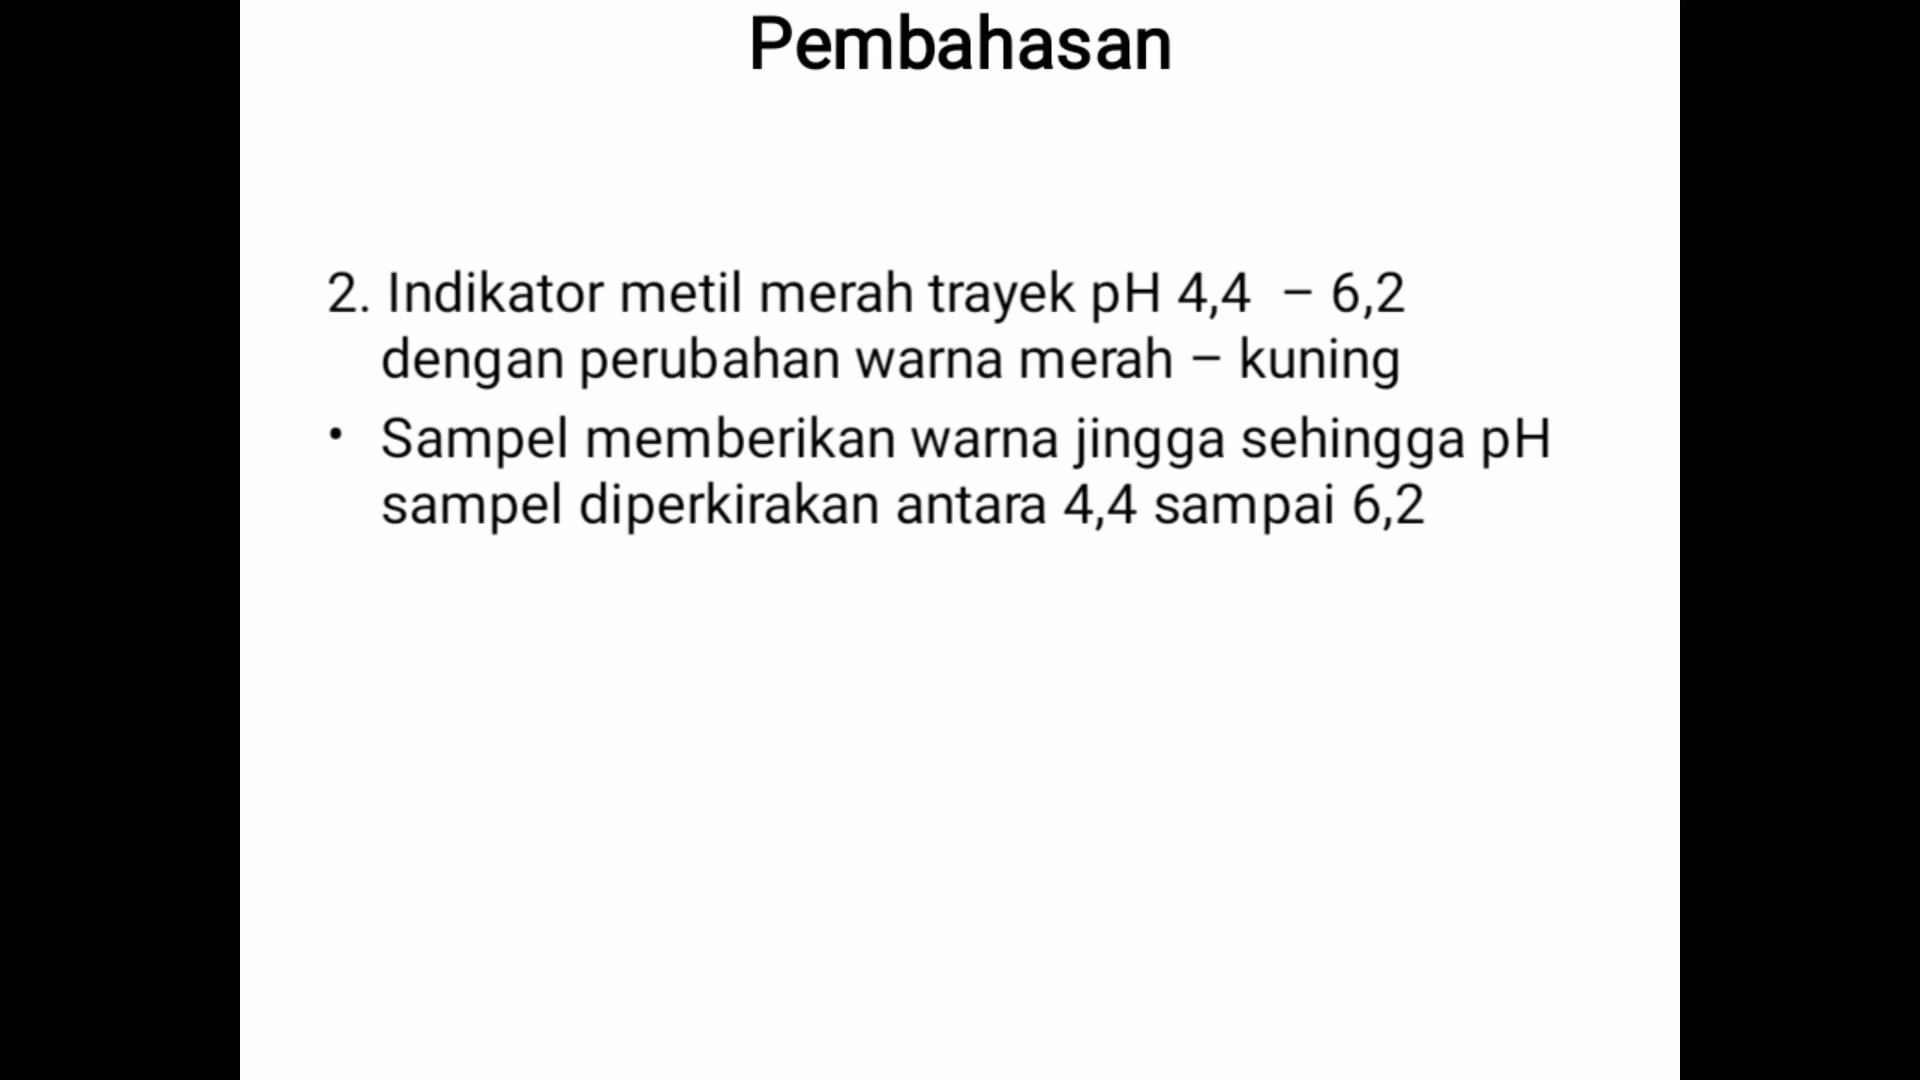 Pembahasan
2. Indikator metil merah trayek pH 4,4 – 6,2
dengan perubahan warna merah – kuning
• Sampel memberikan warna jingga sehingga pH
sampel diperkirakan antara 4,4 sampai 6,2